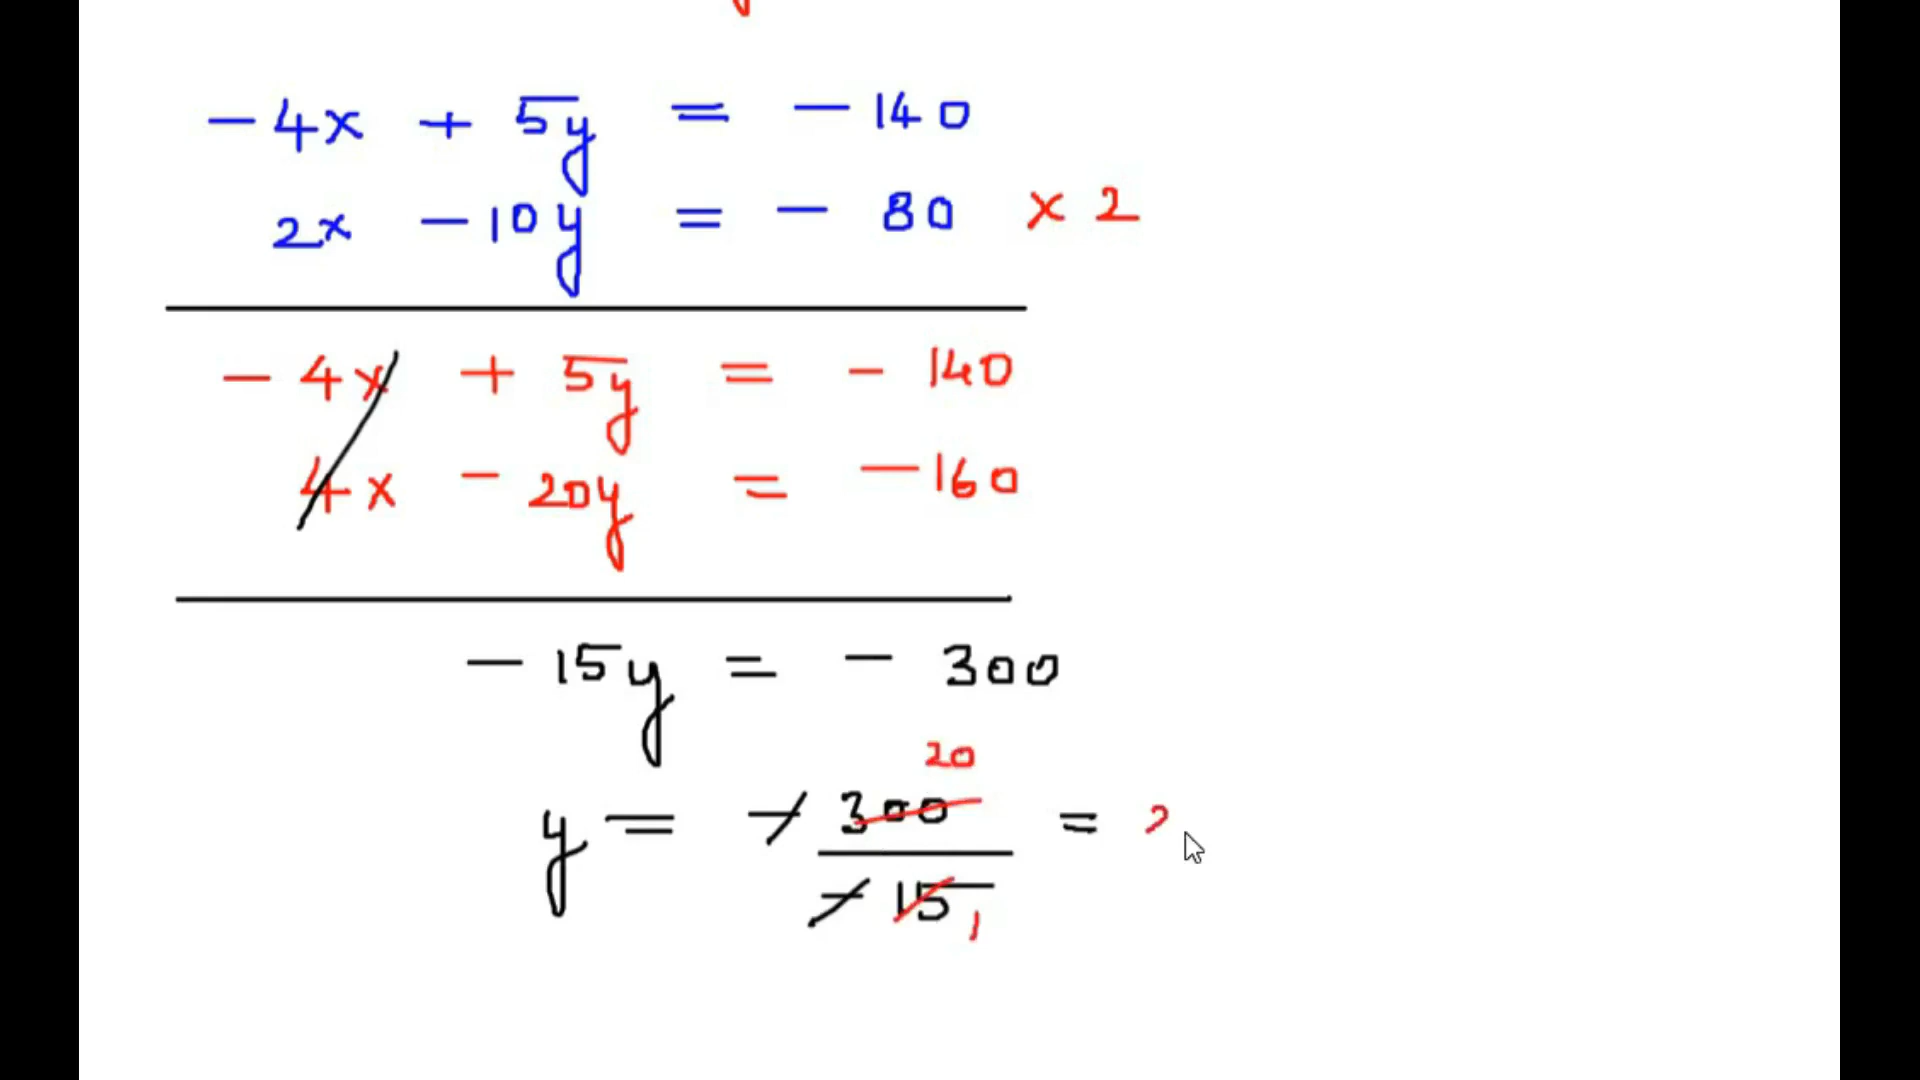 -4x + 5y = -140
2x -10y = - 80 x 2
-4x + 5y = - 140
4x - 20y = -160
-15y = - 300
20
y = - 300 =
-15 1